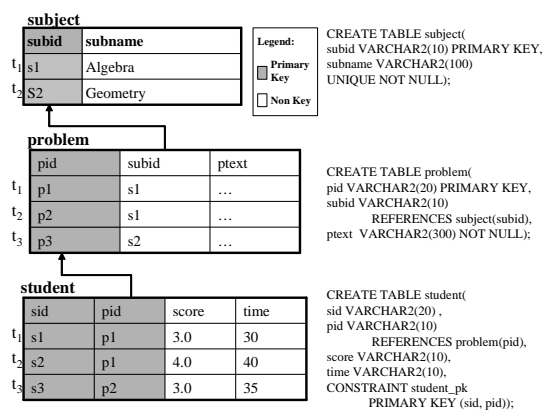 subject
subid subname
t1 s1 Algebra
t2 S2 Geometry
Legend:
Primary
Key
Non Key
CREATE TABLE subject(
subid VARCHAR2(10) PRIMARY KEY,
subname VARCHAR2(100)
UNIQUE NOT NULL);
problem
pid subid ptext
t1 p1 s1 …
t2 p2 s1 …
t3 p3 s2 …
CREATE TABLE problem(
pid VARCHAR2(20) PRIMARY KEY,
subid VARCHAR2(10)
REFERENCES subject(subid),
ptext VARCHAR2(300) NOT NULL);
student
sid pid score time
t1 s1 p1 3.0 30
t2 s2 p1 4.0 40
t3 s3 p2 3.0 35
CREATE TABLE student(
sid VARCHAR2(20) ,
pid VARCHAR2(10)
REFERENCES problem(pid),
score VARCHAR2(10),
time VARCHAR2(10),
CONSTRAINT student_pk
PRIMARY KEY (sid, pid));